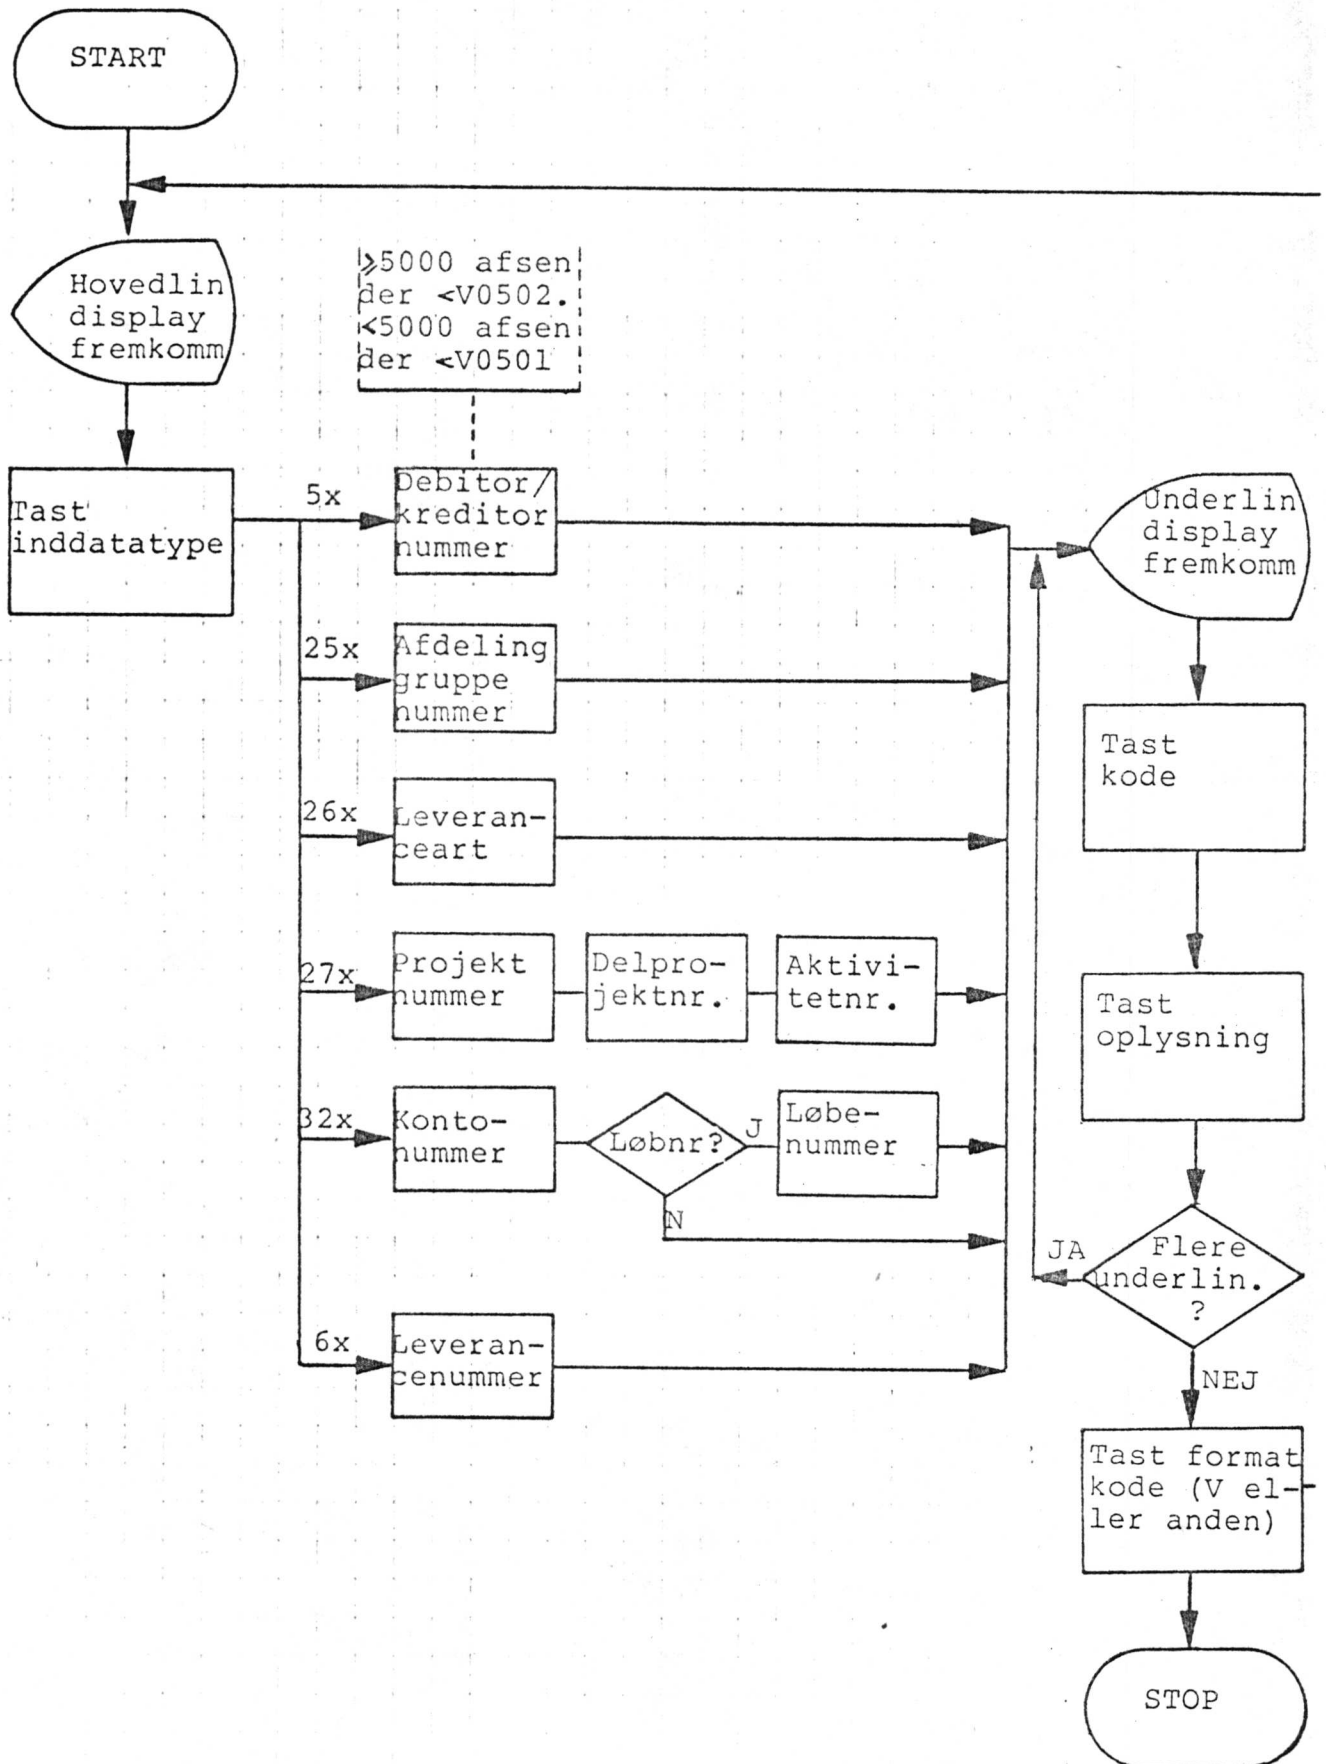 START
Hovedlin
display
fremkomm
≥5000 afsen
der <V0502.
<5000 afsen
der <V0501
Tast
inddatatype
5x
Debitor/
kreditor
nummer
Underlin
display
fremkomm
25x
Afdeling
gruppe
nummer
Tast
kode
26x
Leveran-
ceart
27x
Projekt
nummer
Delpro-
jektnr.
Aktivi-
tetnr.
Tast
oplysning
32x
Konto-
nummer
Løbnr?
J
Løbe-
nummer
N
JA
Flere
underlin.
?
6x
Leveran-
cenummer
NEJ
Tast format
kode (V el-
ler anden)
STOP